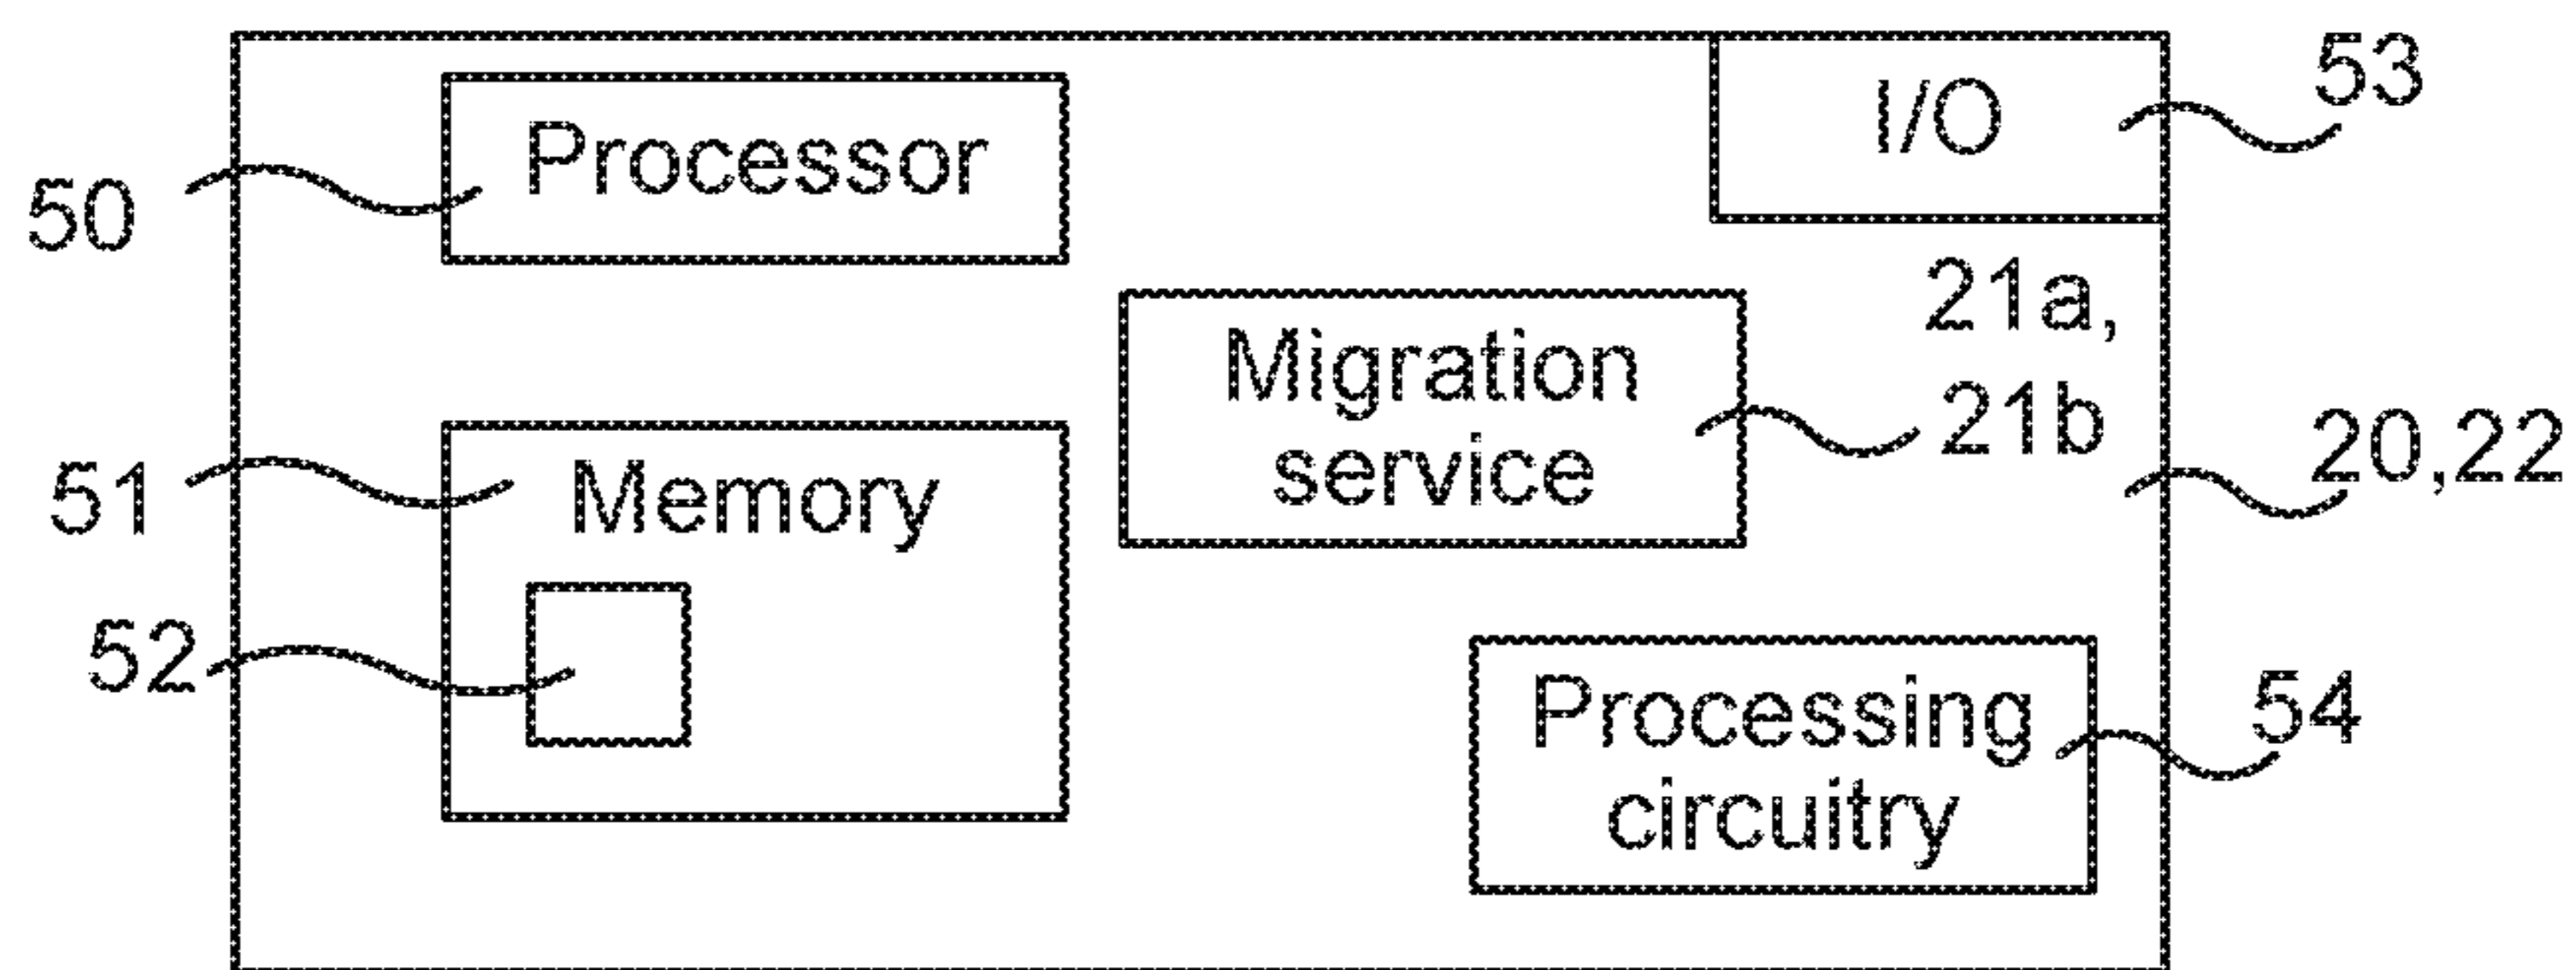 Processor
I/O
53
50
21a,
21b
Migration
service
20,22
51
Memory
52
Processing
circuitry
54